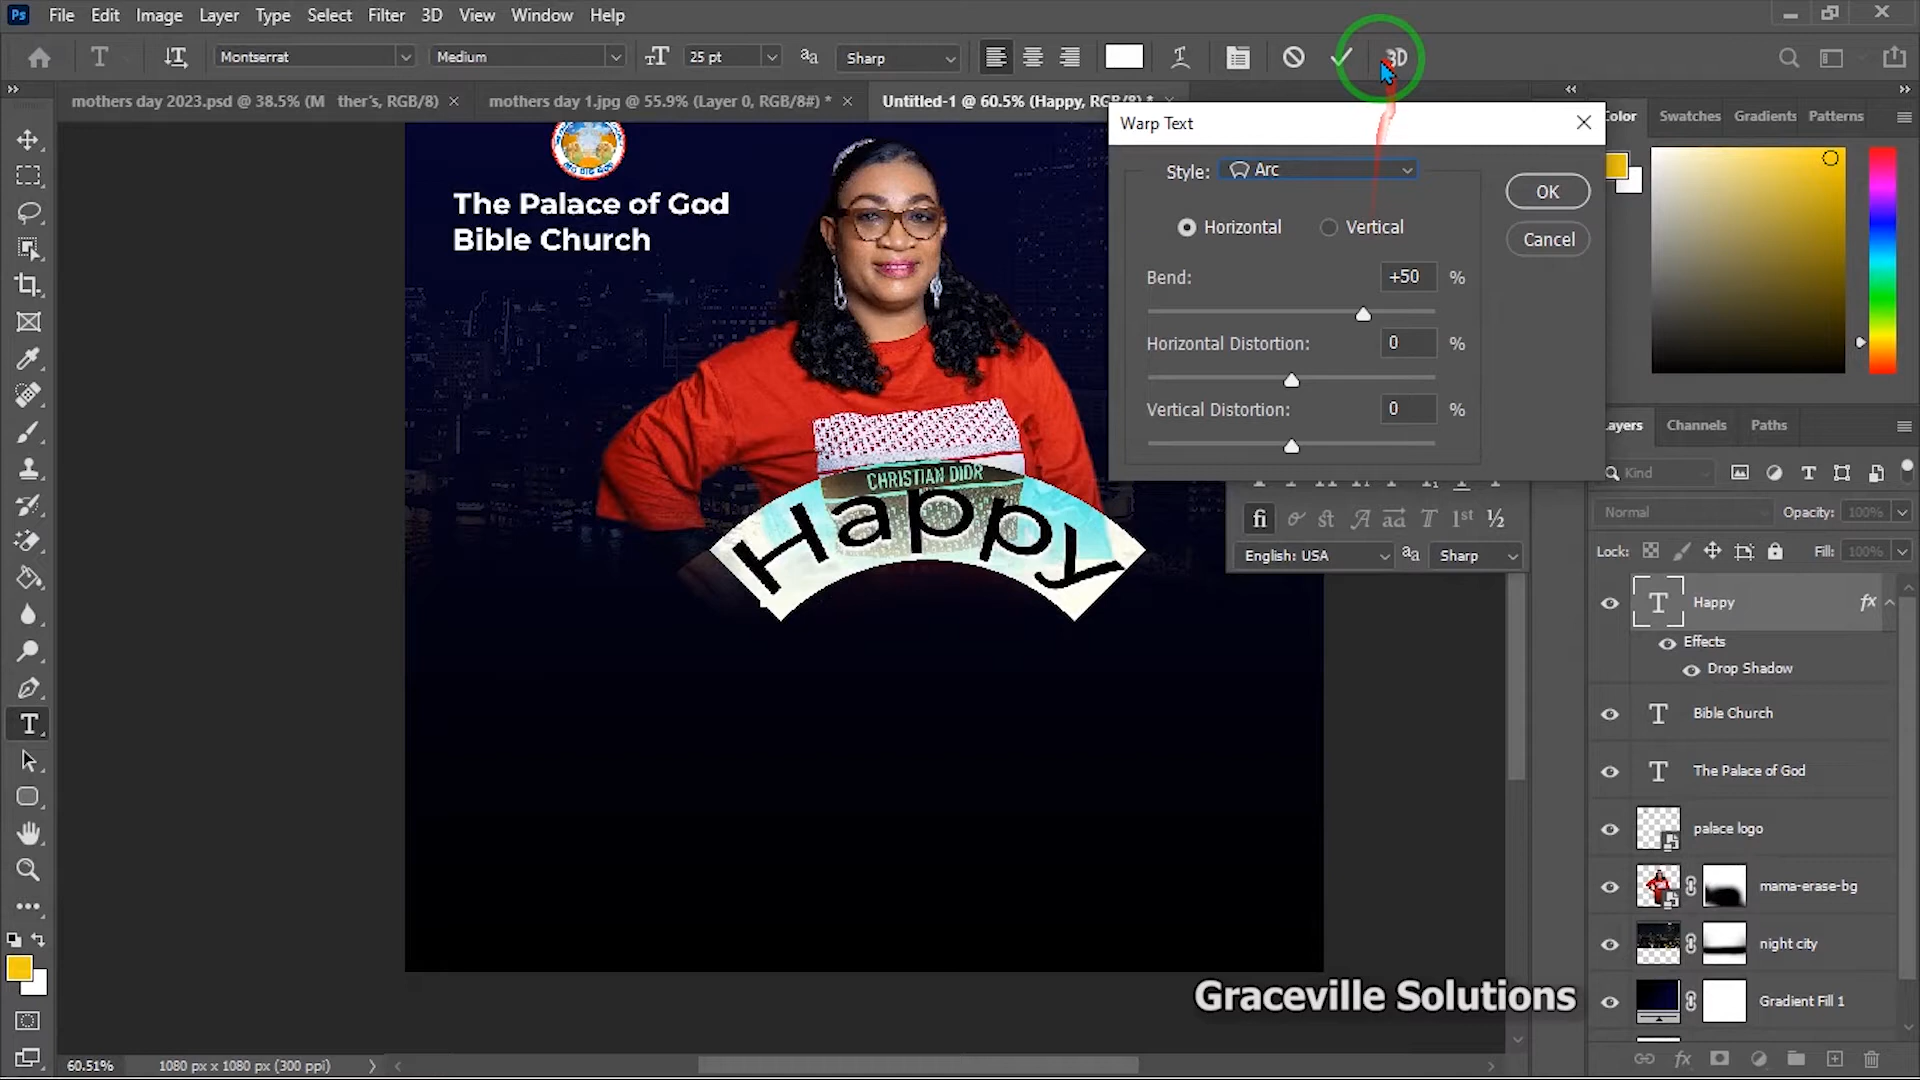 Ps File Edit Image Layer Type Select Filter 3D View Window Help
Montserrat Medium 25 pt Sharp 3D
mothers day 2023.psd @ 38.5% (M ther's, RGB/8) mothers day 1.jpg @ 55.9% (Layer 0, RGB/8#) * Untitled-1 @ 60.5% (Happy, RGB/8) *
Warp Text
Style: Arc
Horizontal Vertical
Bend: +50 %
Horizontal Distortion: 0 %
Vertical Distortion: 0 %
OK
Cancel
Color Swatches Gradients Patterns
The Palace of God
Bible Church
CHRISTIAN DIOR
Happy
English: USA Sharp
Layers Channels Paths
Kind
Normal Opacity: 100%
Lock: Fill: 100%
Happy fx
Effects
Drop Shadow
Bible Church
The Palace of God
palace logo
mama-erase-bg
night city
Gradient Fill 1
Graceville Solutions
60.51% 1080 px x 1080 px (300 ppi)